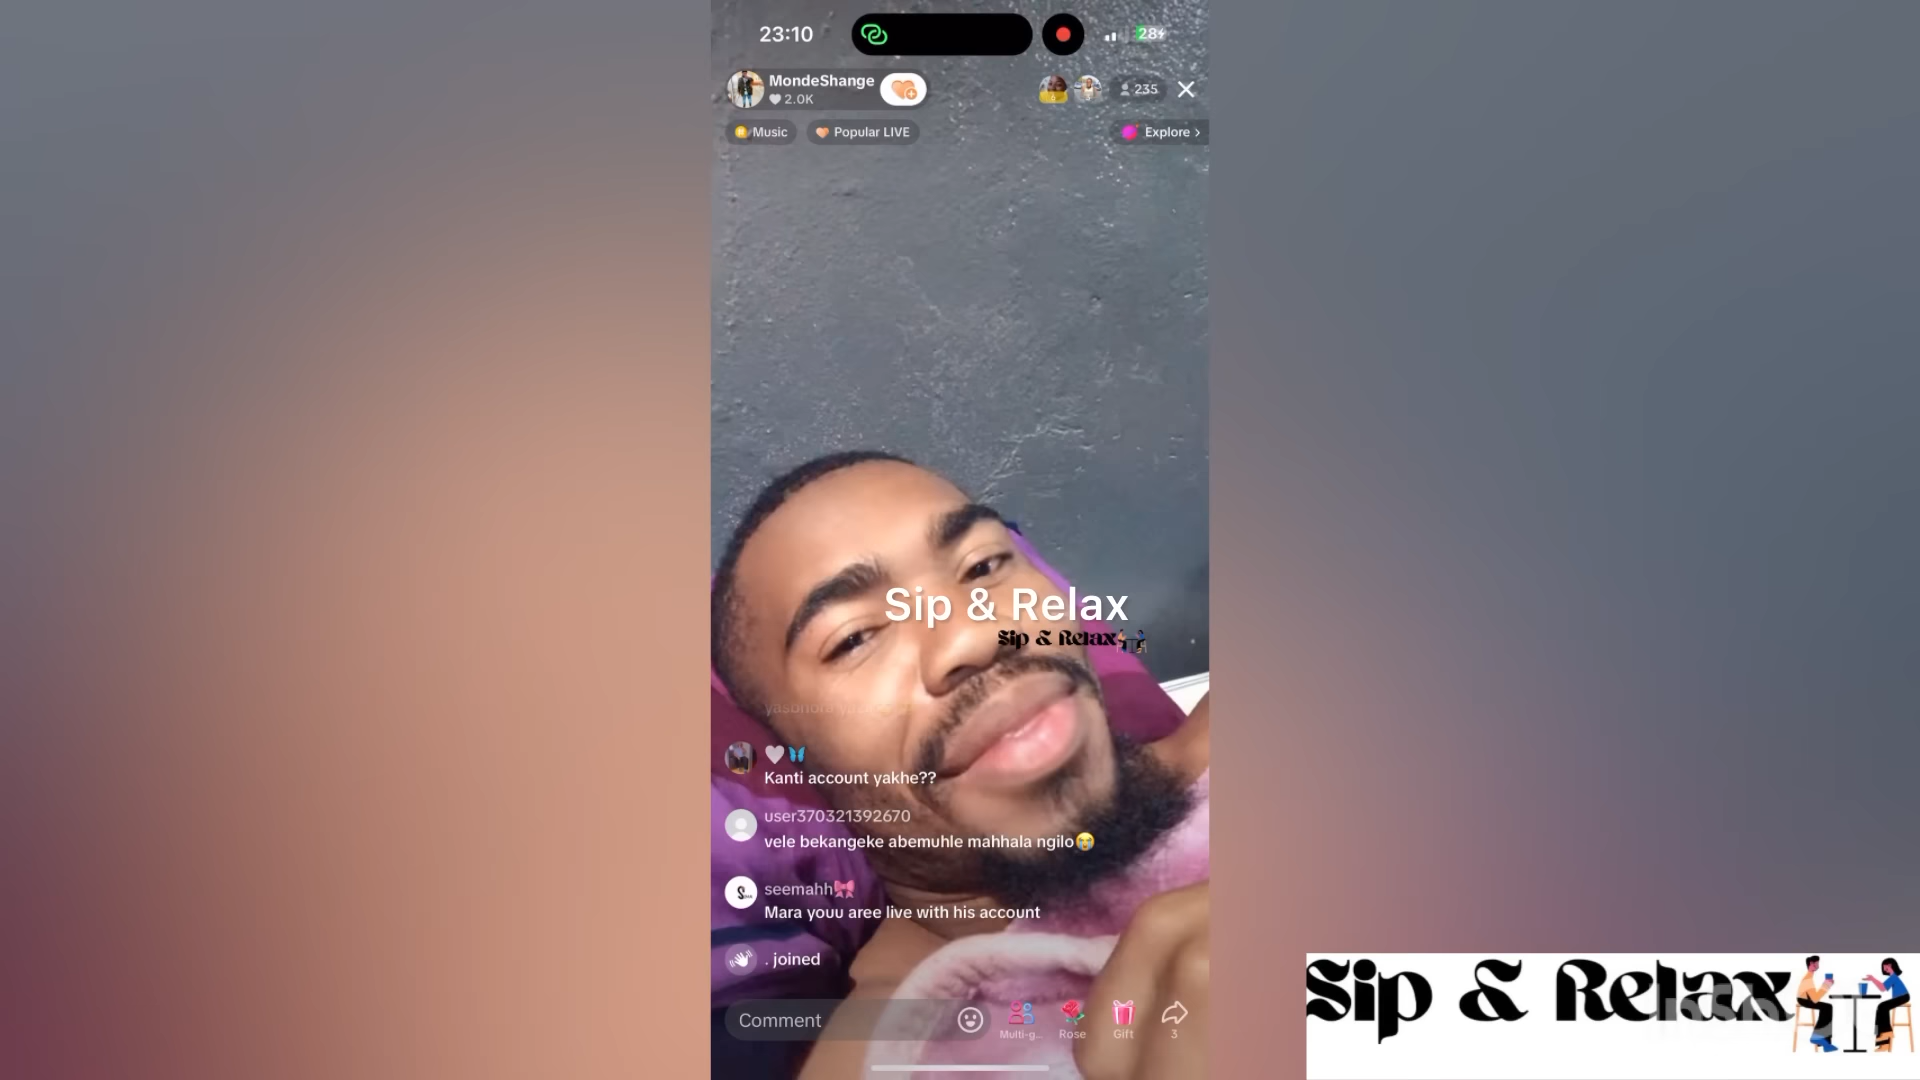 23:10
28
MondeShange
2.0K
235
Music
Popular LIVE
Explore >
Sip & Relax
Sip & Relax
Kanti account yakhe??
user370321392670
vele bekangeke abemuhle mahhala ngilo😭
seemahh🎀
Mara youu aree live with his account
. joined
Comment
Multi-g...
Rose
Gift
3
Sip & Relax